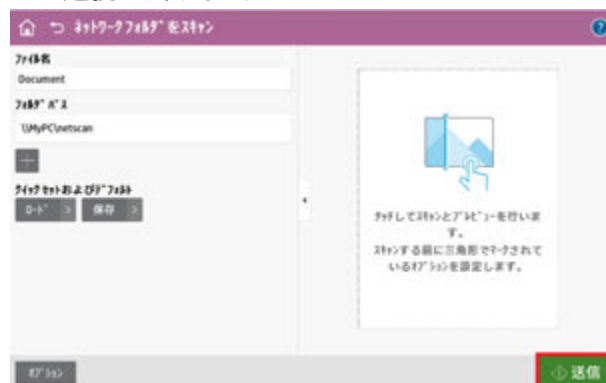 ﾈｯﾄﾜｰｸﾌｫﾙﾀﾞをｽｷｬﾝ
ﾌｧｲﾙ名
Document
ﾌｫﾙﾀﾞﾊﾟｽ
\\MyPC\netscan
ｸｲｯｸｾｯﾄおよびﾃﾞﾌｫﾙﾄ
ﾛｰﾄﾞ
保存
ﾀｯﾁしてｽｷｬﾝとﾌﾟﾚﾋﾞｭｰを行いま
す。
ｽｷｬﾝする前に三角形でﾏｰｸされて
いるｵﾌﾟｼｮﾝを設定します。
ｵﾌﾟｼｮﾝ
送信